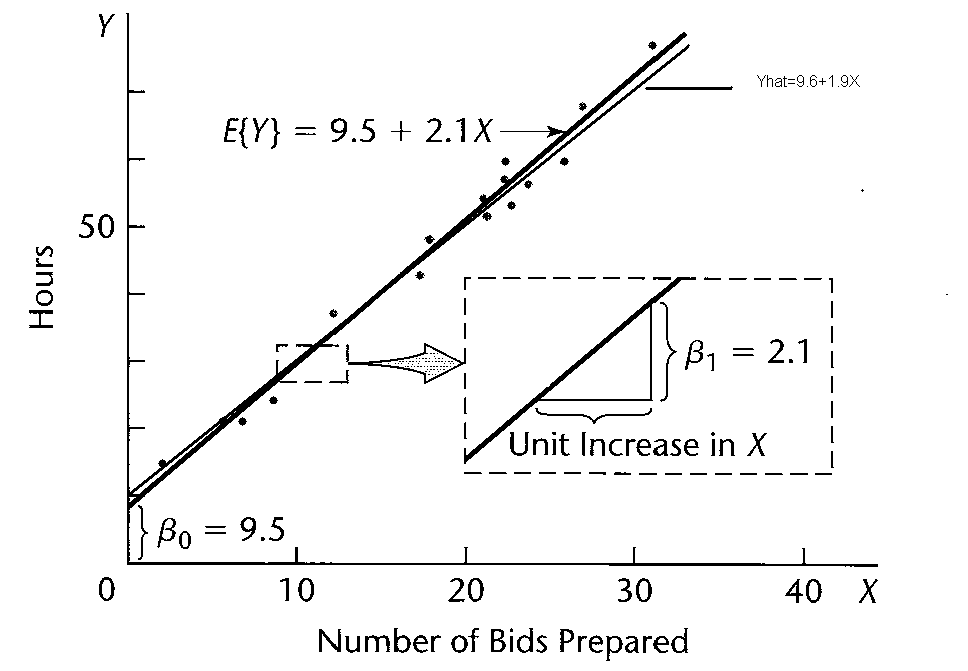 Y
Yhat=9.6+1.9X
E{Y} = 9.5 + 2.1X
50
Hours
β₁ = 2.1
Unit Increase in X
β₀ = 9.5
0 10 20 30 40 X
Number of Bids Prepared